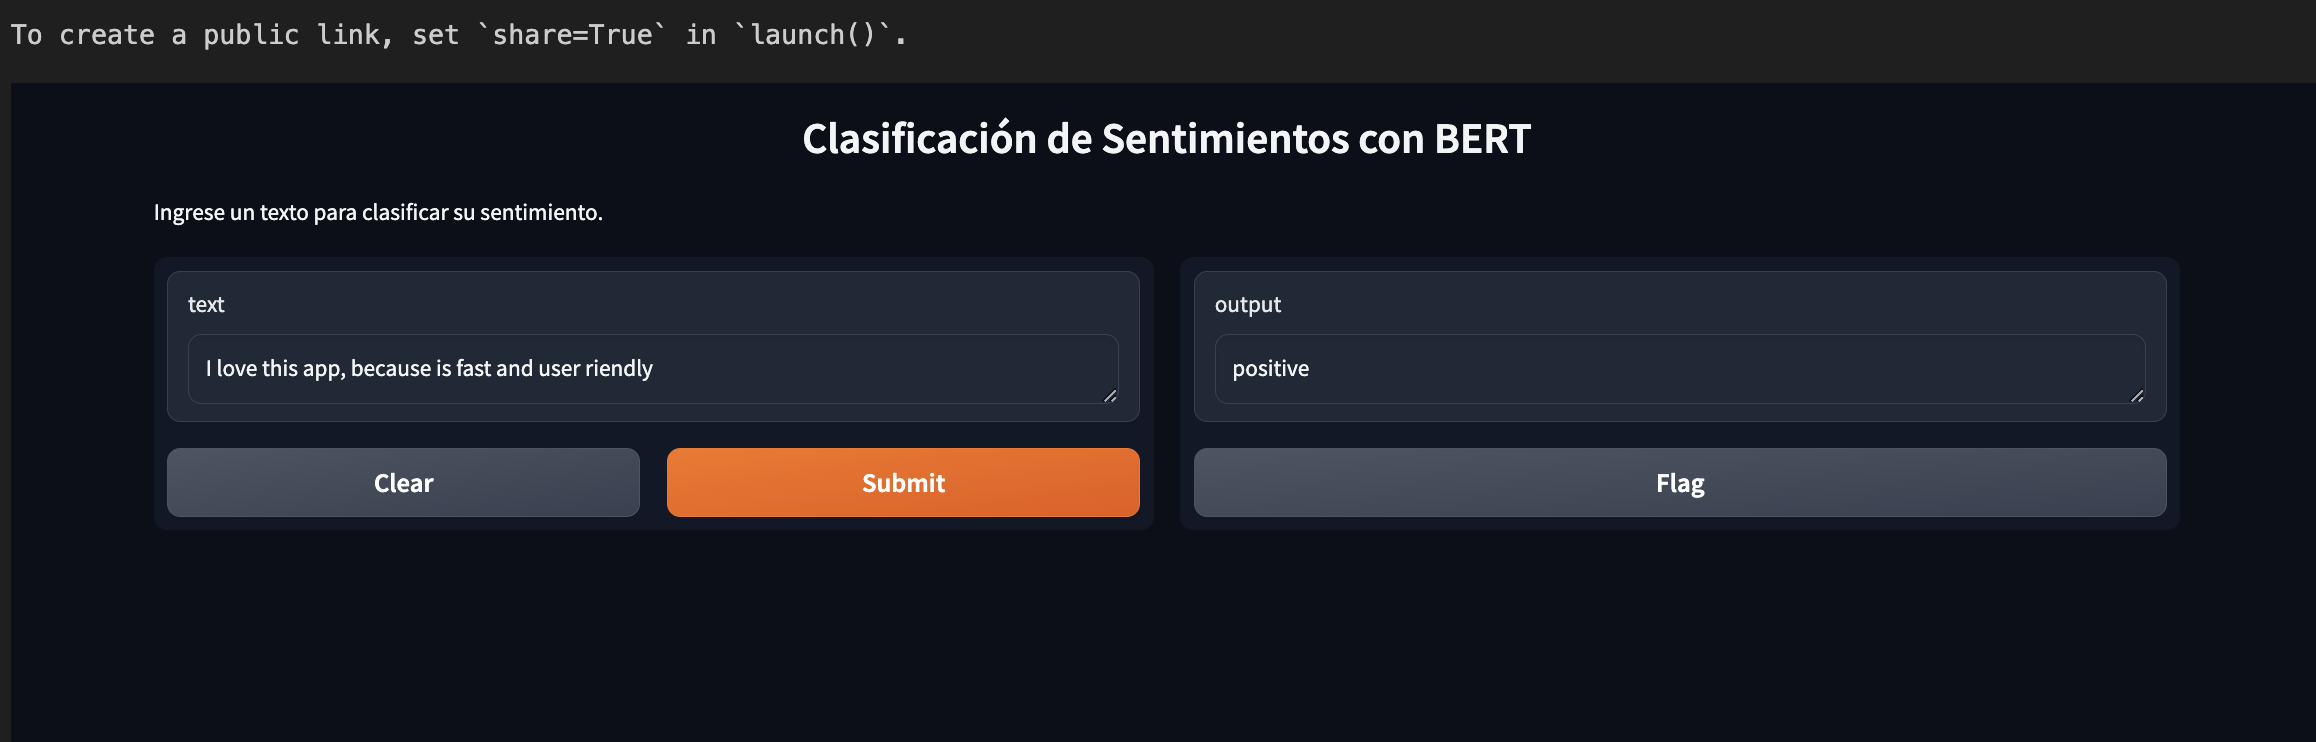 To create a public link, set `share=True` in `launch()`.
Clasificación de Sentimientos con BERT
Ingrese un texto para clasificar su sentimiento.
text
I love this app, because is fast and user riendly
Clear
Submit
output
positive
Flag